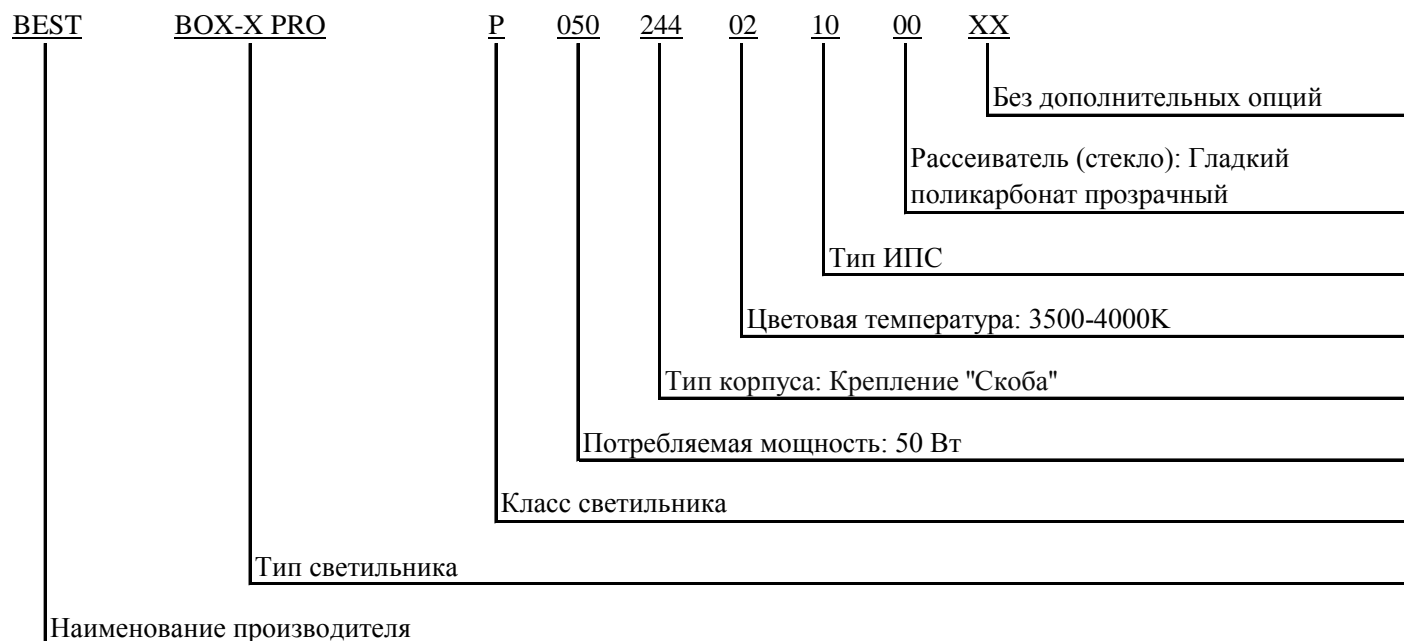 BEST BOX-X PRO P 050 244 02 10 00 XX
Без дополнительных опций
Рассеиватель (стекло): Гладкий
поликарбонат прозрачный
Тип ИПС
Цветовая температура: 3500-4000К
Тип корпуса: Крепление "Скоба"
Потребляемая мощность: 50 Вт
Класс светильника
Тип светильника
Наименование производителя